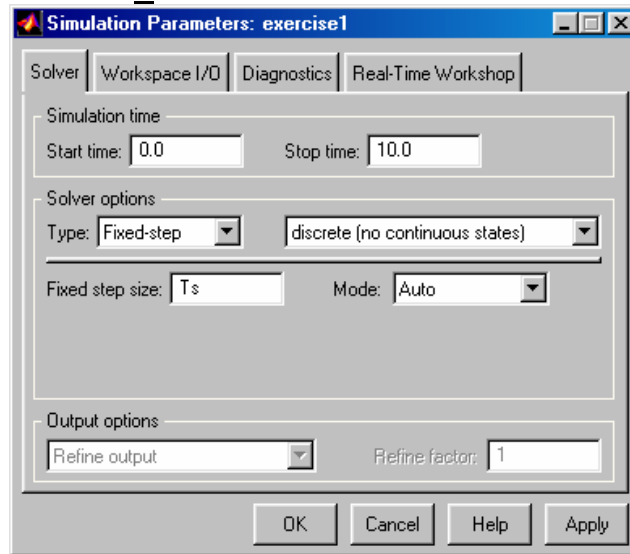 Simulation Parameters: exercise1
Solver Workspace I/O Diagnostics Real-Time Workshop
Simulation time
Start time: 0.0 Stop time: 10.0
Solver options
Type: Fixed-step discrete (no continuous states)
Fixed step size: Ts Mode: Auto
Output options
Refine output Refine factor: 1
OK Cancel Help Apply